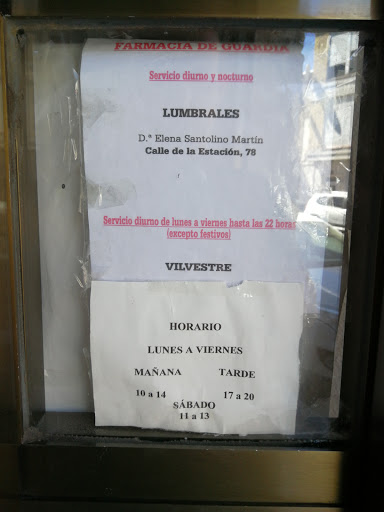 FARMACIA DE GUARDIA
Servicio diurno y nocturno
LUMBRALES
D.ª Elena Santolino Martín
Calle de la Estación, 78
Servicio diurno de lunes a viernes hasta las 22 horas
(excepto festivos)
VILVESTRE
HORARIO
LUNES A VIERNES
MAÑANA TARDE
10 a 14 17 a 20
SÁBADO
11 a 13